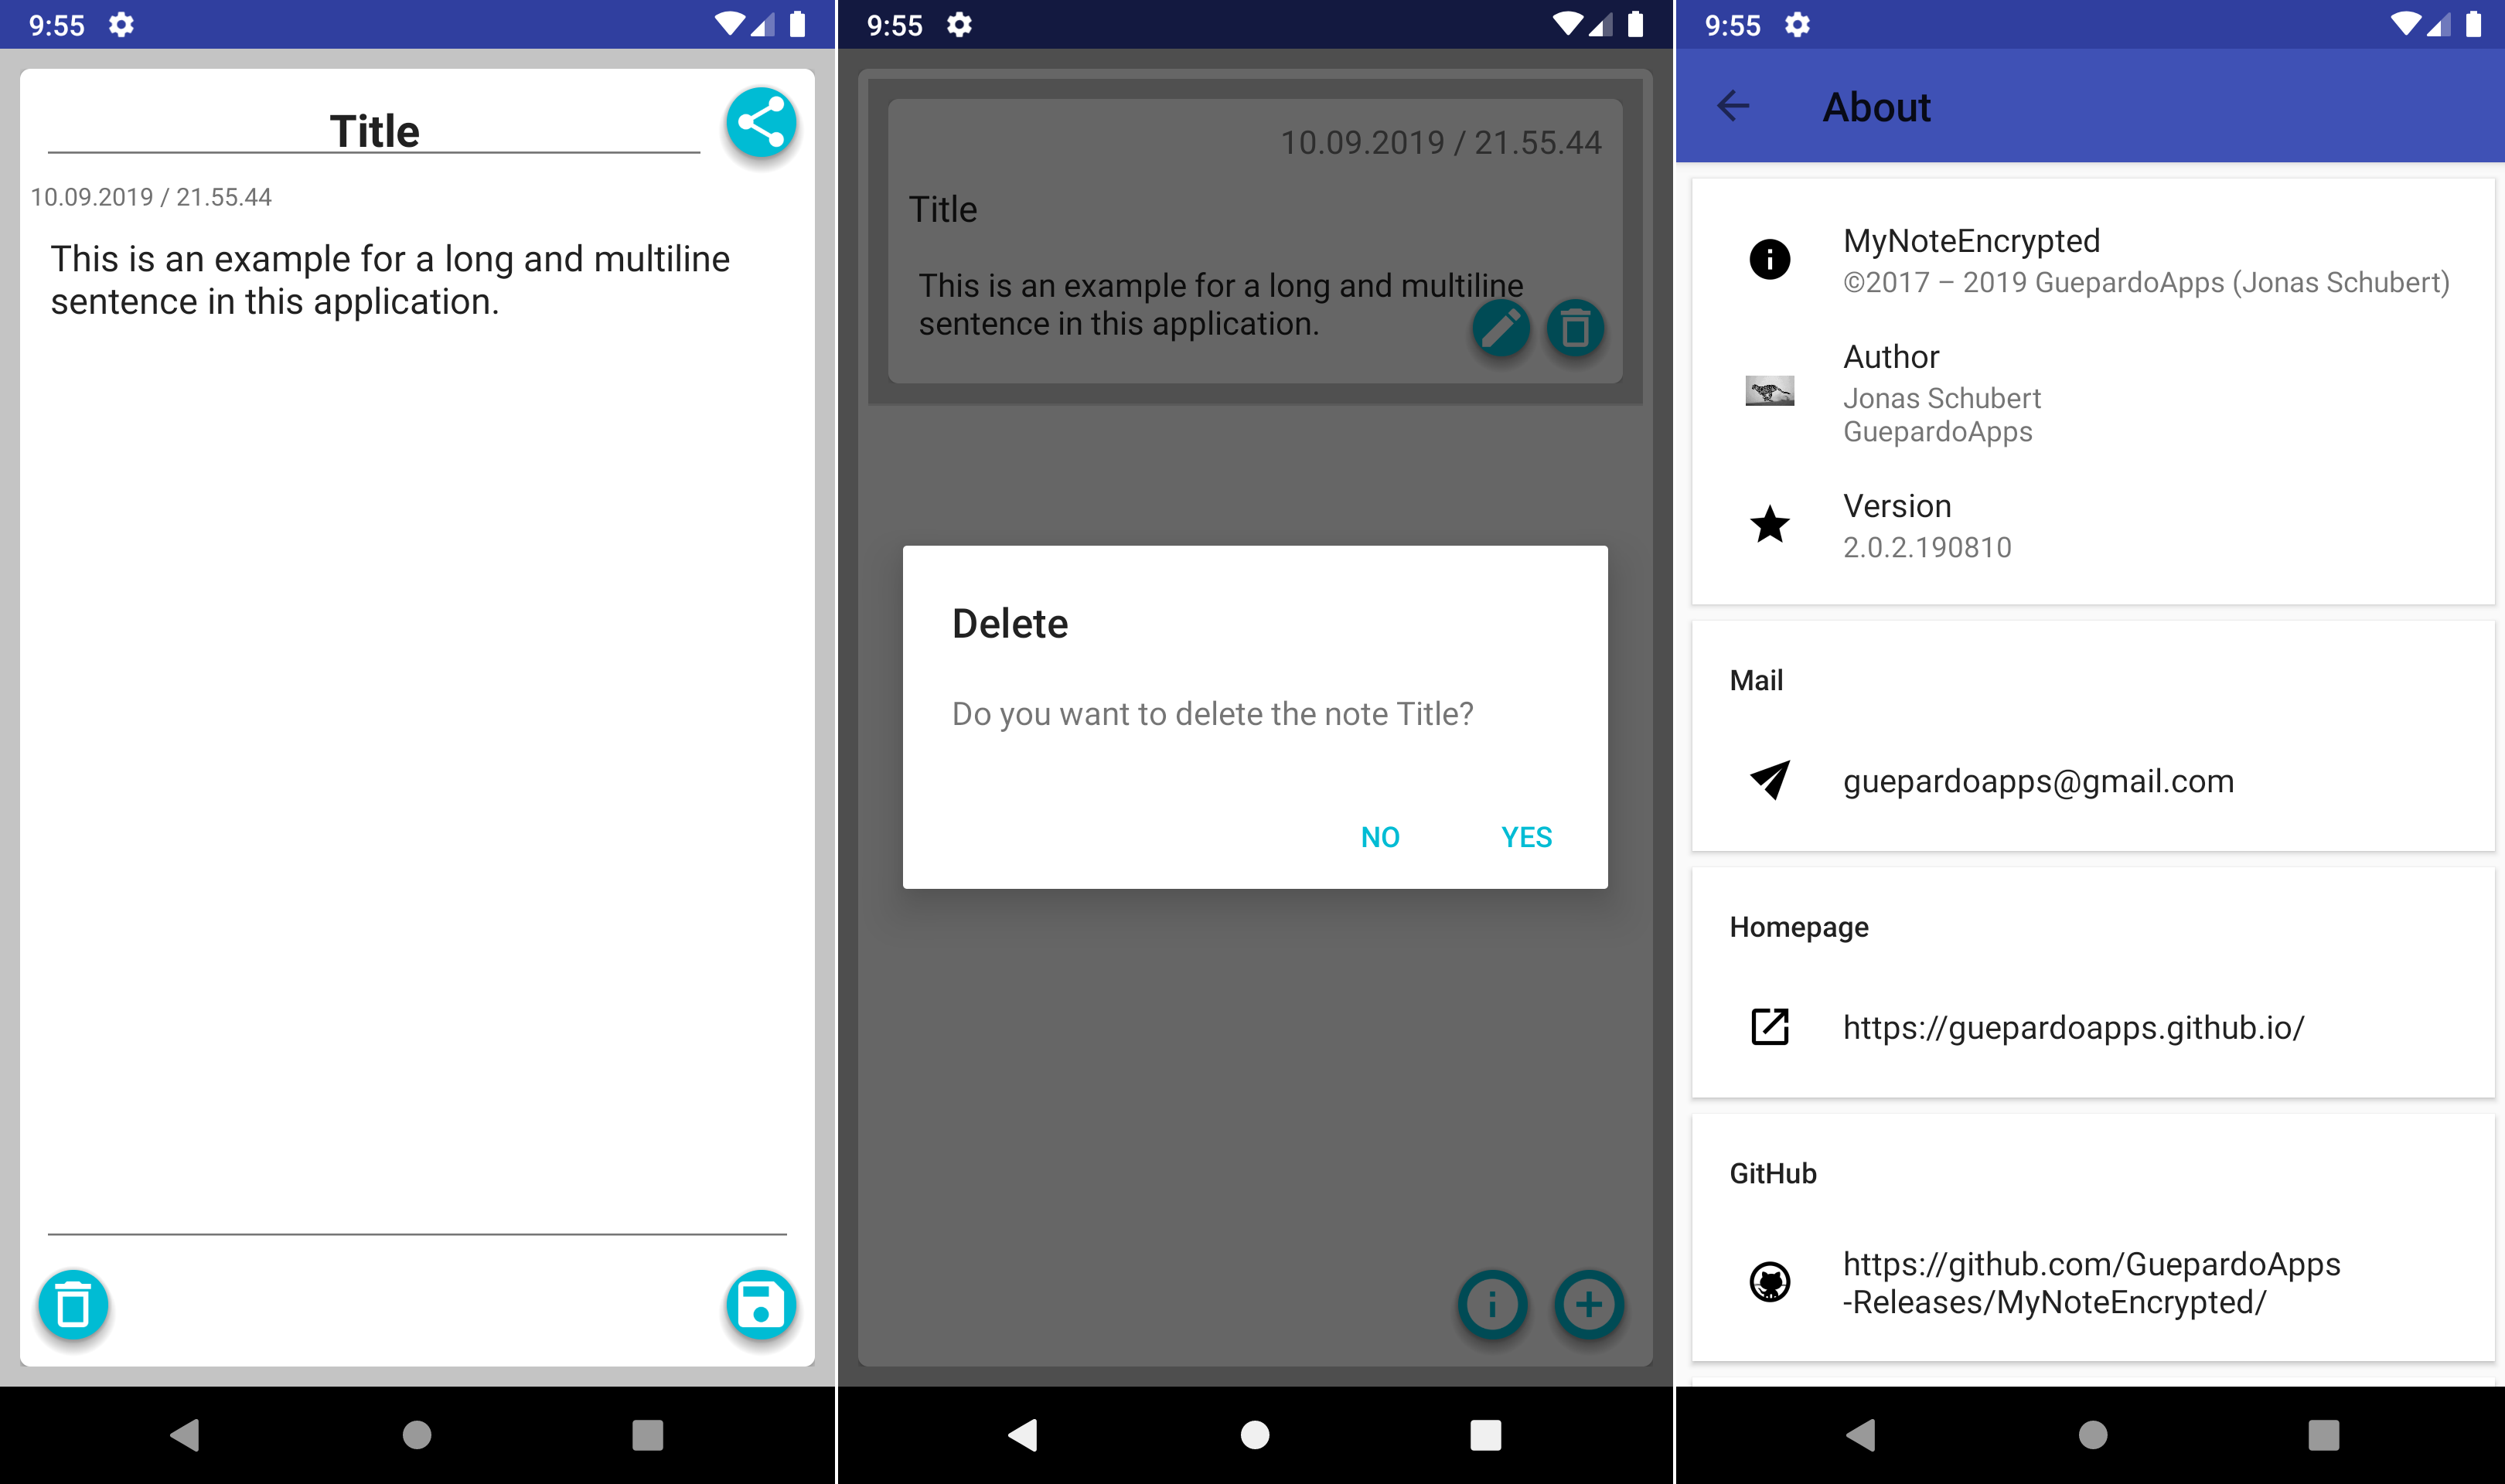 9:55
Title
10.09.2019 / 21.55.44
This is an example for a long and multiline
sentence in this application.
9:55
10.09.2019 / 21.55.44
Title
This is an example for a long and multiline
sentence in this application.
Delete
Do you want to delete the note Title?
NO YES
9:55
About
MyNoteEncrypted
©2017 – 2019 GuepardoApps (Jonas Schubert)
Author
Jonas Schubert
GuepardoApps
Version
2.0.2.190810
Mail
guepardoapps@gmail.com
Homepage
https://guepardoapps.github.io/
GitHub
https://github.com/GuepardoApps
-Releases/MyNoteEncrypted/